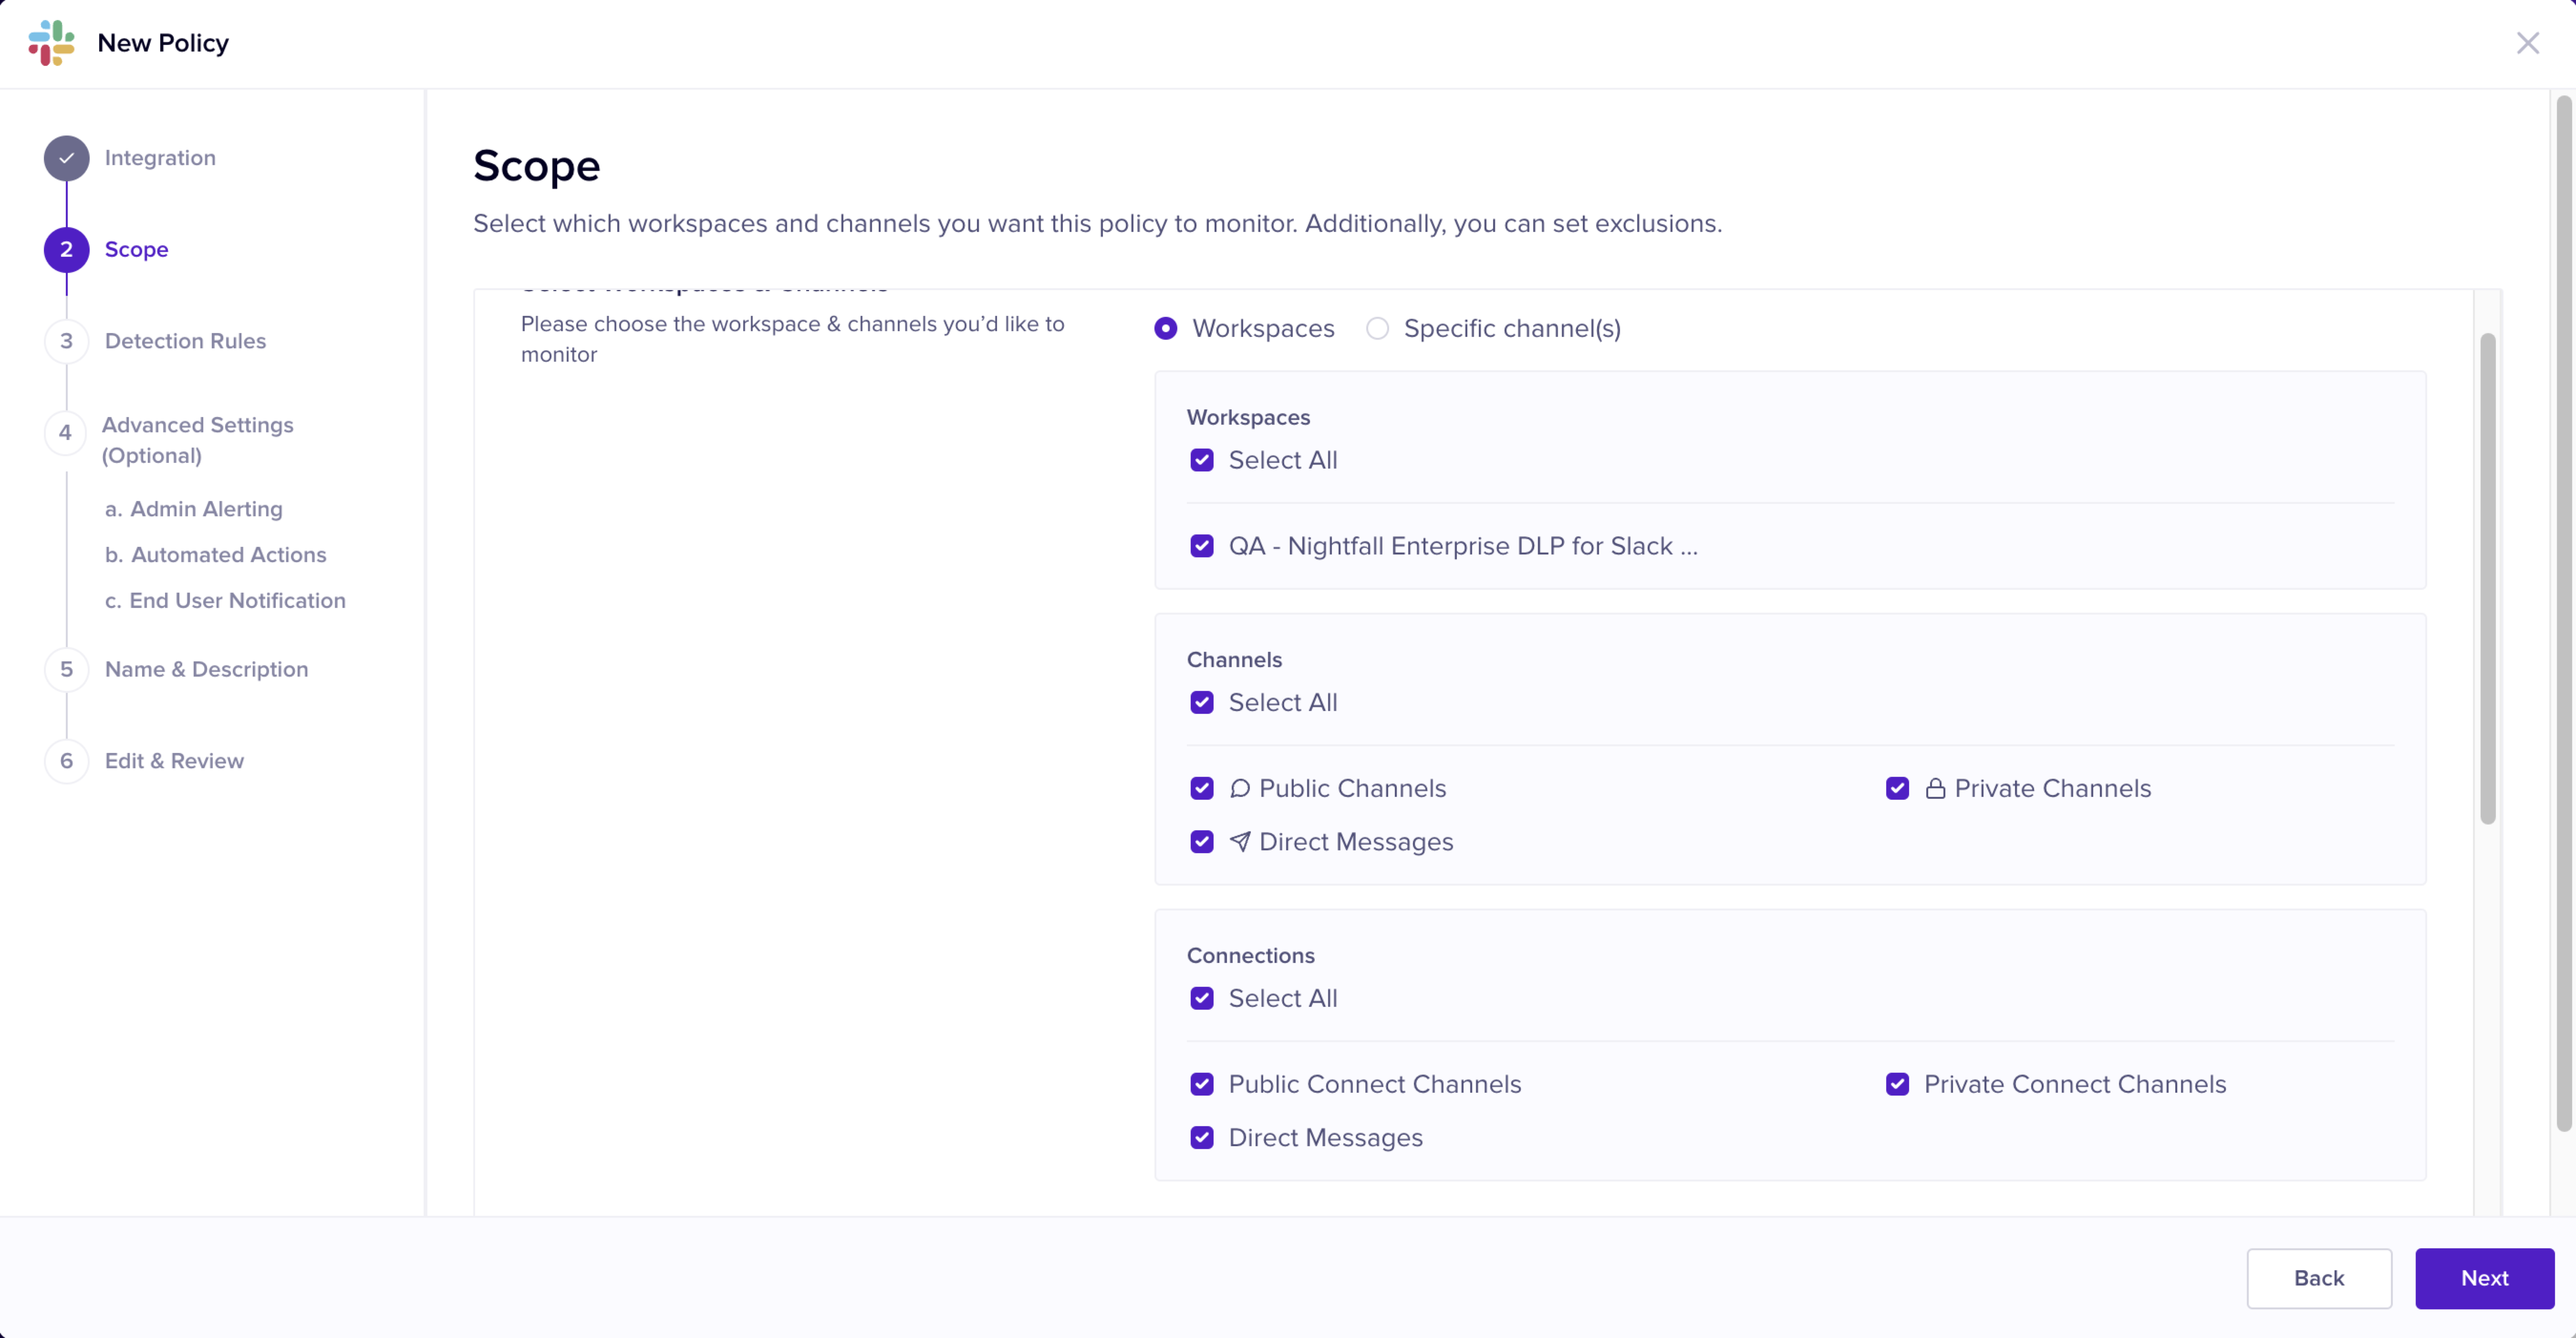 New Policy
Integration
2 Scope
3 Detection Rules
4 Advanced Settings
(Optional)
a. Admin Alerting
b. Automated Actions
c. End User Notification
5 Name & Description
6 Edit & Review
Scope
Select which workspaces and channels you want this policy to monitor. Additionally, you can set exclusions.
Select Workspaces & Channels
Please choose the workspace & channels you’d like to
monitor
Workspaces Specific channel(s)
Workspaces
Select All
QA - Nightfall Enterprise DLP for Slack ...
Channels
Select All
Public Channels Private Channels
Direct Messages
Connections
Select All
Public Connect Channels Private Connect Channels
Direct Messages
Back Next